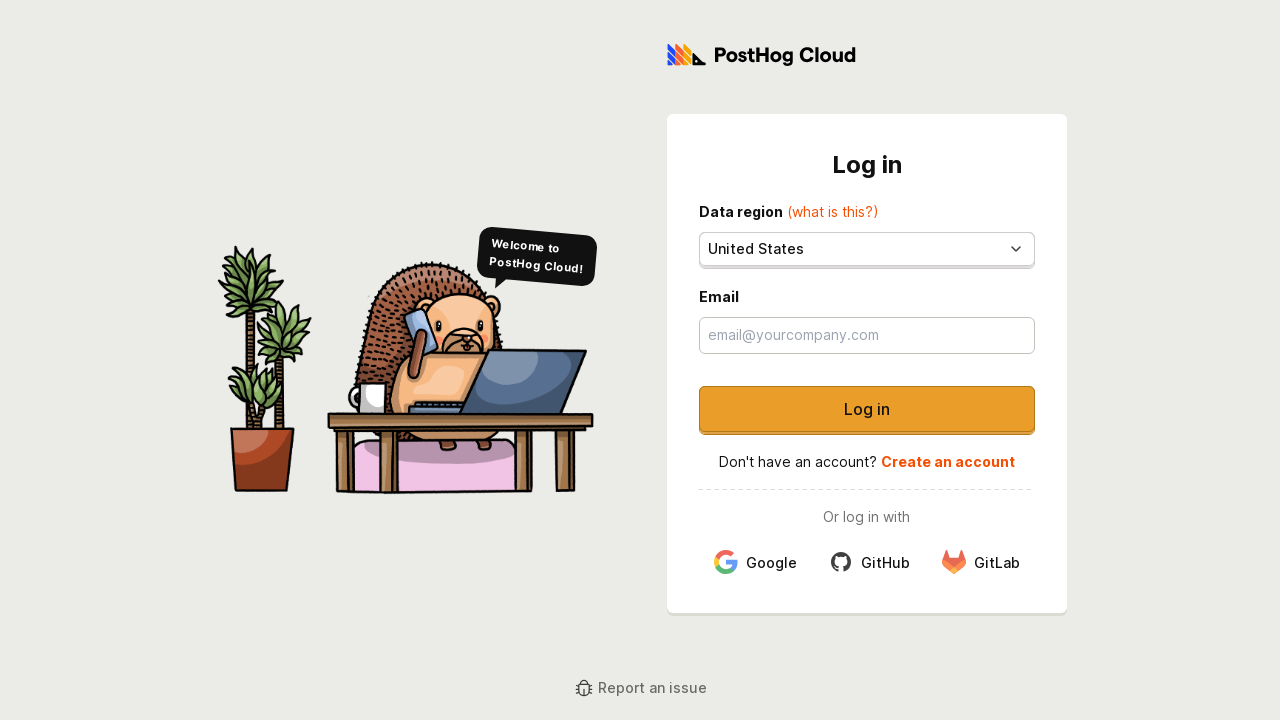 PostHog Cloud
Log in
Data region (what is this?)
United States
Email
email@yourcompany.com
Log in
Don't have an account? Create an account
Or log in with
Google
GitHub
GitLab
Welcome to
PostHog Cloud!
Report an issue